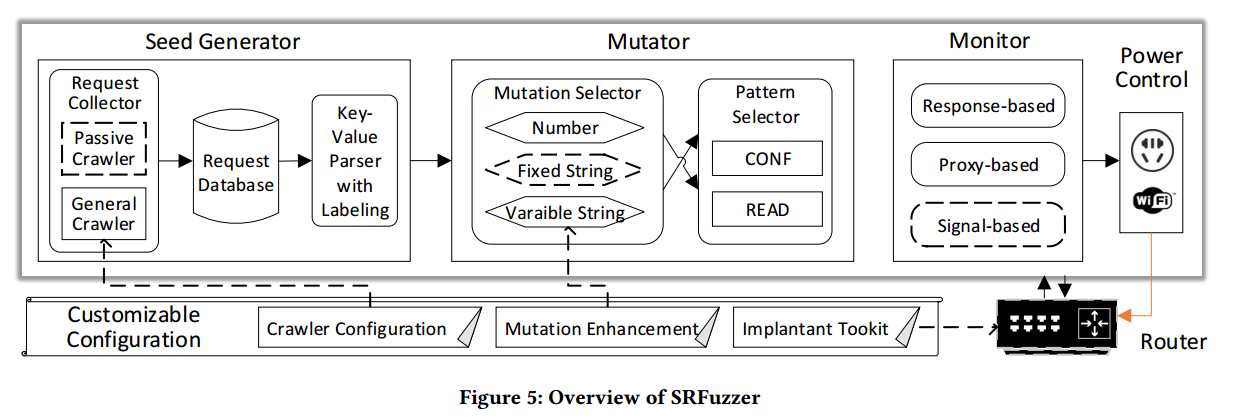 Seed Generator
Mutator
Monitor
Power
Control
Request
Collector
Passive
Crawler
General
Crawler
Request
Database
Key-
Value
Parser
with
Labeling
Mutation Selector
Number
Fixed String
Varaible String
Pattern
Selector
CONF
READ
Response-based
Proxy-based
Signal-based
Wi Fi
Customizable
Configuration
Crawler Configuration
Mutation Enhancement
Implantant Tookit
Router
Figure 5: Overview of SRFuzzer